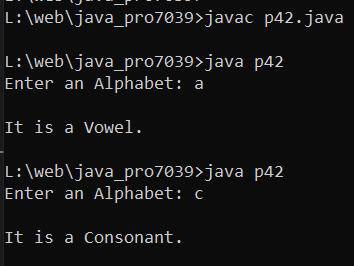 L:\web\java_pro7039>javac p42.java
L:\web\java_pro7039>java p42
Enter an Alphabet: a
It is a Vowel.
L:\web\java_pro7039>java p42
Enter an Alphabet: c
It is a Consonant.